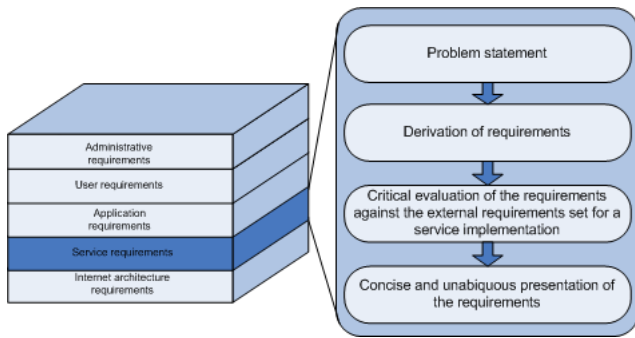 Administrative
requirements
User requirements
Application
requirements
Service requirements
Internet architecture
requirements
Problem statement
Derivation of requirements
Critical evaluation of the requirements
against the external requirements set for a
service implementation
Concise and unabiquous presentation of
the requirements